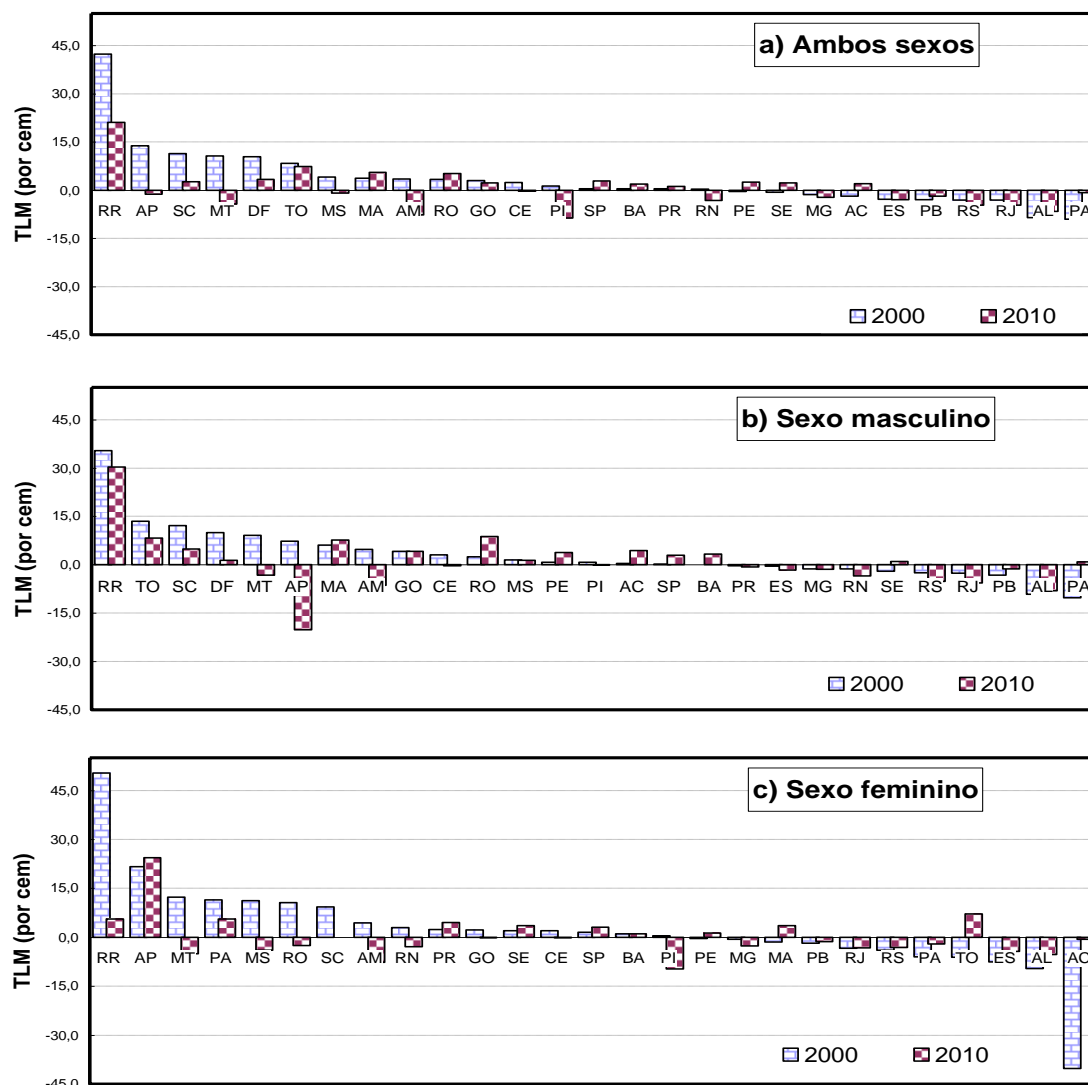 a) Ambos sexos
TLM (por cem)
45,0
30,0
15,0
0,0
-15,0
-30,0
-45,0
RR AP SC MT DF TO MS MA AM RO GO CE PI SP BA PR RN PE SE MG AC ES PB RS RJ AL PA
2000 2010
b) Sexo masculino
TLM (por cem)
45,0
30,0
15,0
0,0
-15,0
-30,0
-45,0
RR TO SC DF MT AP MA AM GO CE RO MS PE PI AC SP BA PR ES MG RN SE RS RJ PB AL PA
2000 2010
c) Sexo feminino
TLM (por cem)
45,0
30,0
15,0
0,0
-15,0
-30,0
-45,0
RR AP MT PA MS RO SC AM RN PR GO SE CE SP BA PI PE MG MA PB RJ RS PA TO ES AL AC
2000 2010